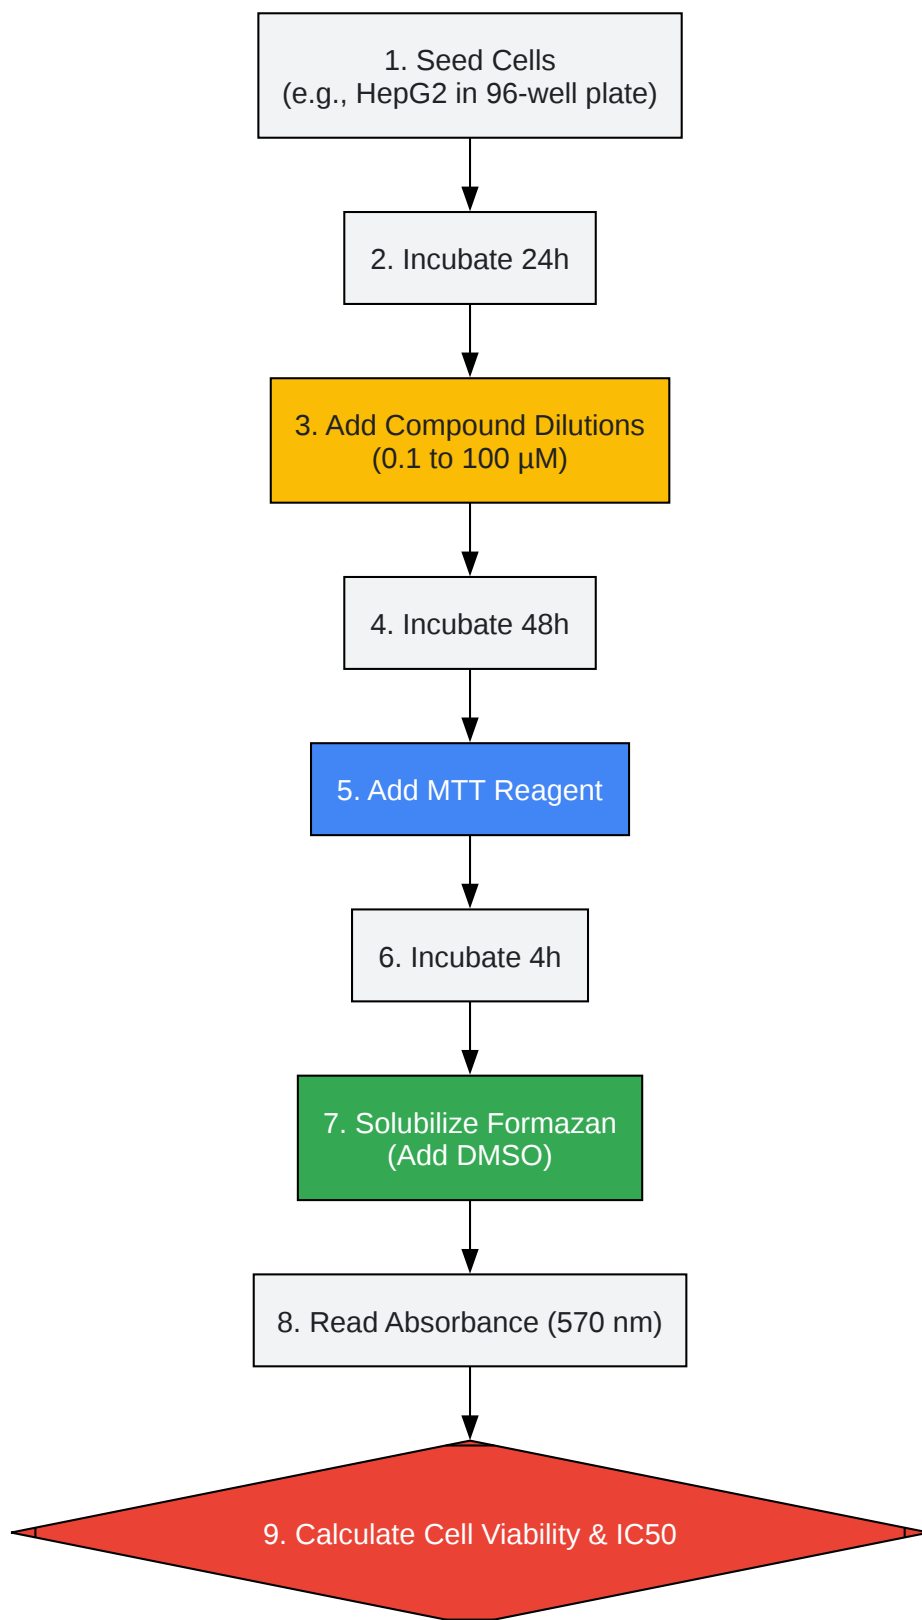 1. Seed Cells
(e.g., HepG2 in 96-well plate)
2. Incubate 24h
3. Add Compound Dilutions
(0.1 to 100 µM)
4. Incubate 48h
5. Add MTT Reagent
6. Incubate 4h
7. Solubilize Formazan
(Add DMSO)
8. Read Absorbance (570 nm)
9. Calculate Cell Viability & IC50